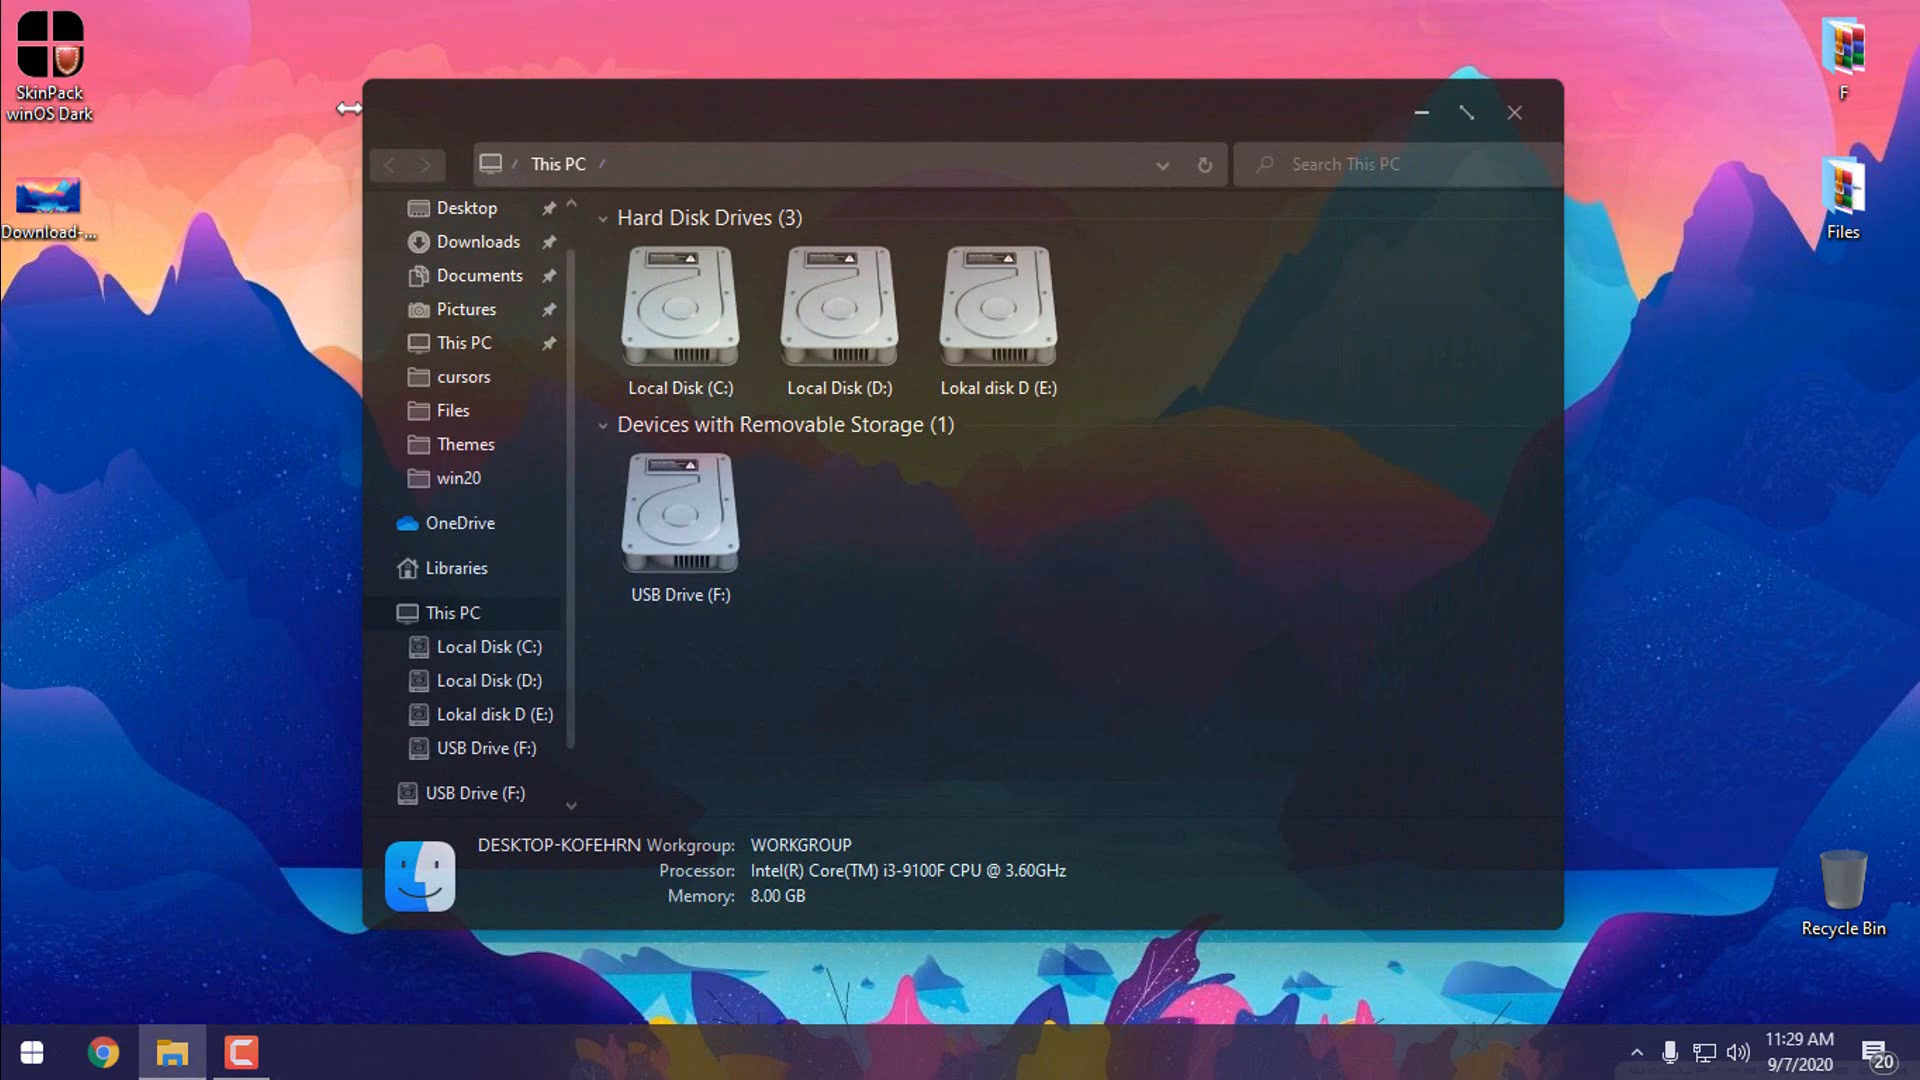 SkinPack
winOS Dark
Download-...
This PC
Search This PC
Desktop
Downloads
Documents
Pictures
This PC
cursors
Files
Themes
win20
OneDrive
Libraries
This PC
Local Disk (C:)
Local Disk (D:)
Lokal disk D (E:)
USB Drive (F:)
USB Drive (F:)
Hard Disk Drives (3)
Local Disk (C:)
Local Disk (D:)
Lokal disk D (E:)
Devices with Removable Storage (1)
USB Drive (F:)
DESKTOP-KOFEHRN Workgroup: WORKGROUP
Processor: Intel(R) Core(TM) i3-9100F CPU @ 3.60GHz
Memory: 8.00 GB
F
Files
Recycle Bin
11:29 AM
9/7/2020
20